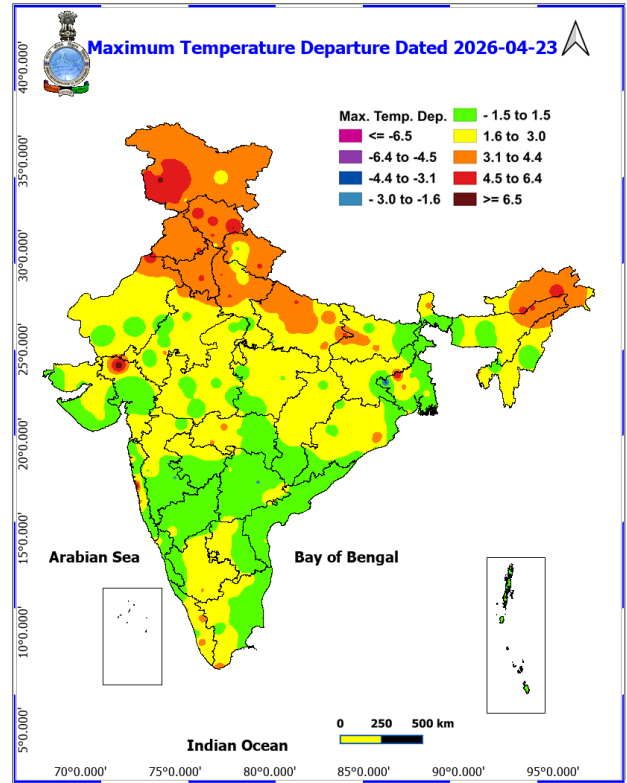 Maximum Temperature Departure Dated 2026-04-23
Max. Temp. Dep.
<= -6.5
-6.4 to -4.5
-4.4 to -3.1
- 3.0 to -1.6
- 1.5 to 1.5
1.6 to 3.0
3.1 to 4.4
4.5 to 6.4
>= 6.5
40°0.000'
35°0.000'
30°0.000'
25°0.000'
20°0.000'
15°0.000'
10°0.000'
5°0.000'
Arabian Sea
Bay of Bengal
Indian Ocean
0 250 500 km
70°0.000' 75°0.000' 80°0.000' 85°0.000' 90°0.000' 95°0.000'